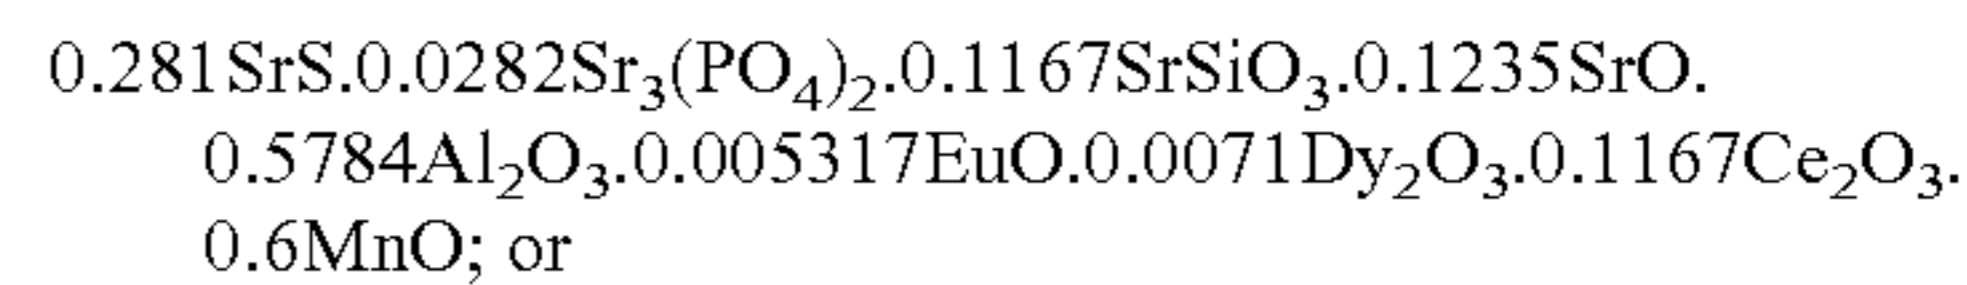 0.281SrS.0.0282Sr₃(PO₄)₂.0.1167SrSiO₃.0.1235SrO.
0.5784Al₂O₃.0.005317EuO.0.0071Dy₂O₃.0.1167Ce₂O₃.
0.6MnO; or